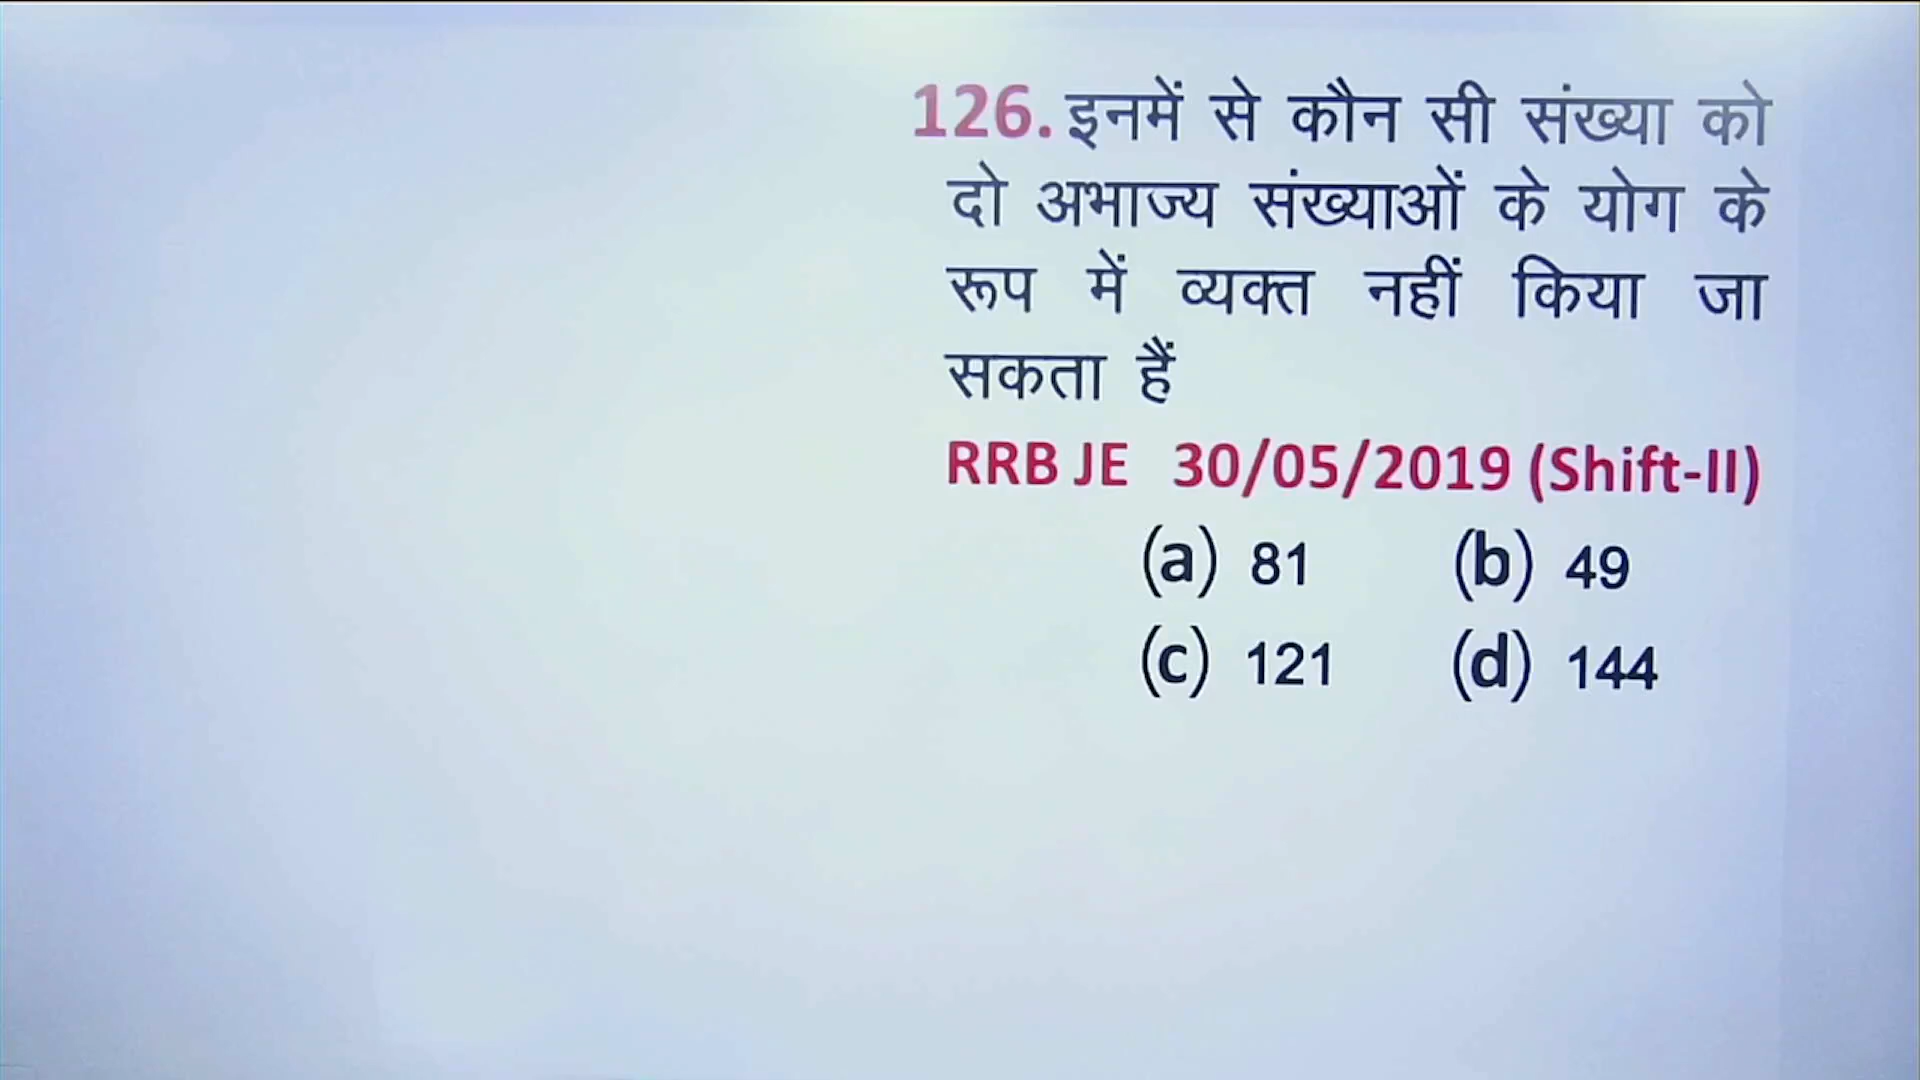 126. इनमें से कौन सी संख्या को
दो अभाज्य संख्याओं के योग के
रूप में व्यक्त नहीं किया जा
सकता हैं
RRB JE 30/05/2019 (Shift-II)
(a) 81 (b) 49
(c) 121 (d) 144